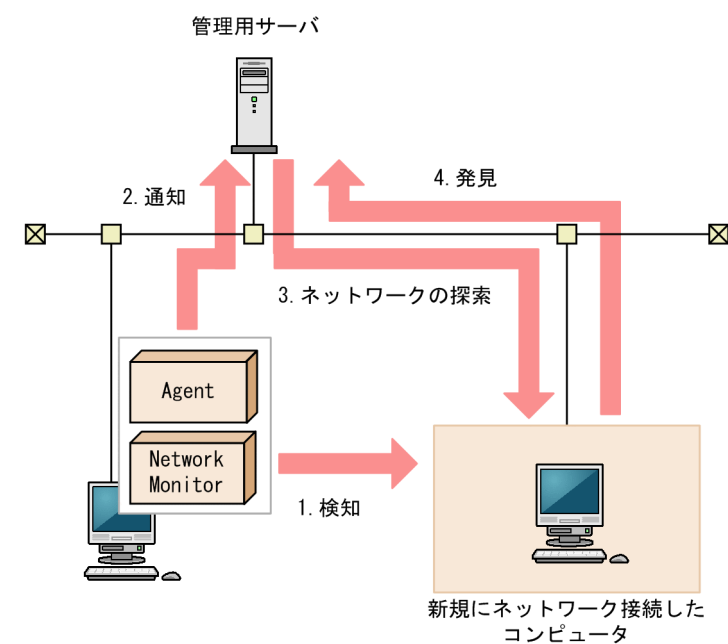 管理用サーバ
2.通知
4.発見
3.ネットワークの探索
Agent
Network
Monitor
1.検知
新規にネットワーク接続した
コンピュータ